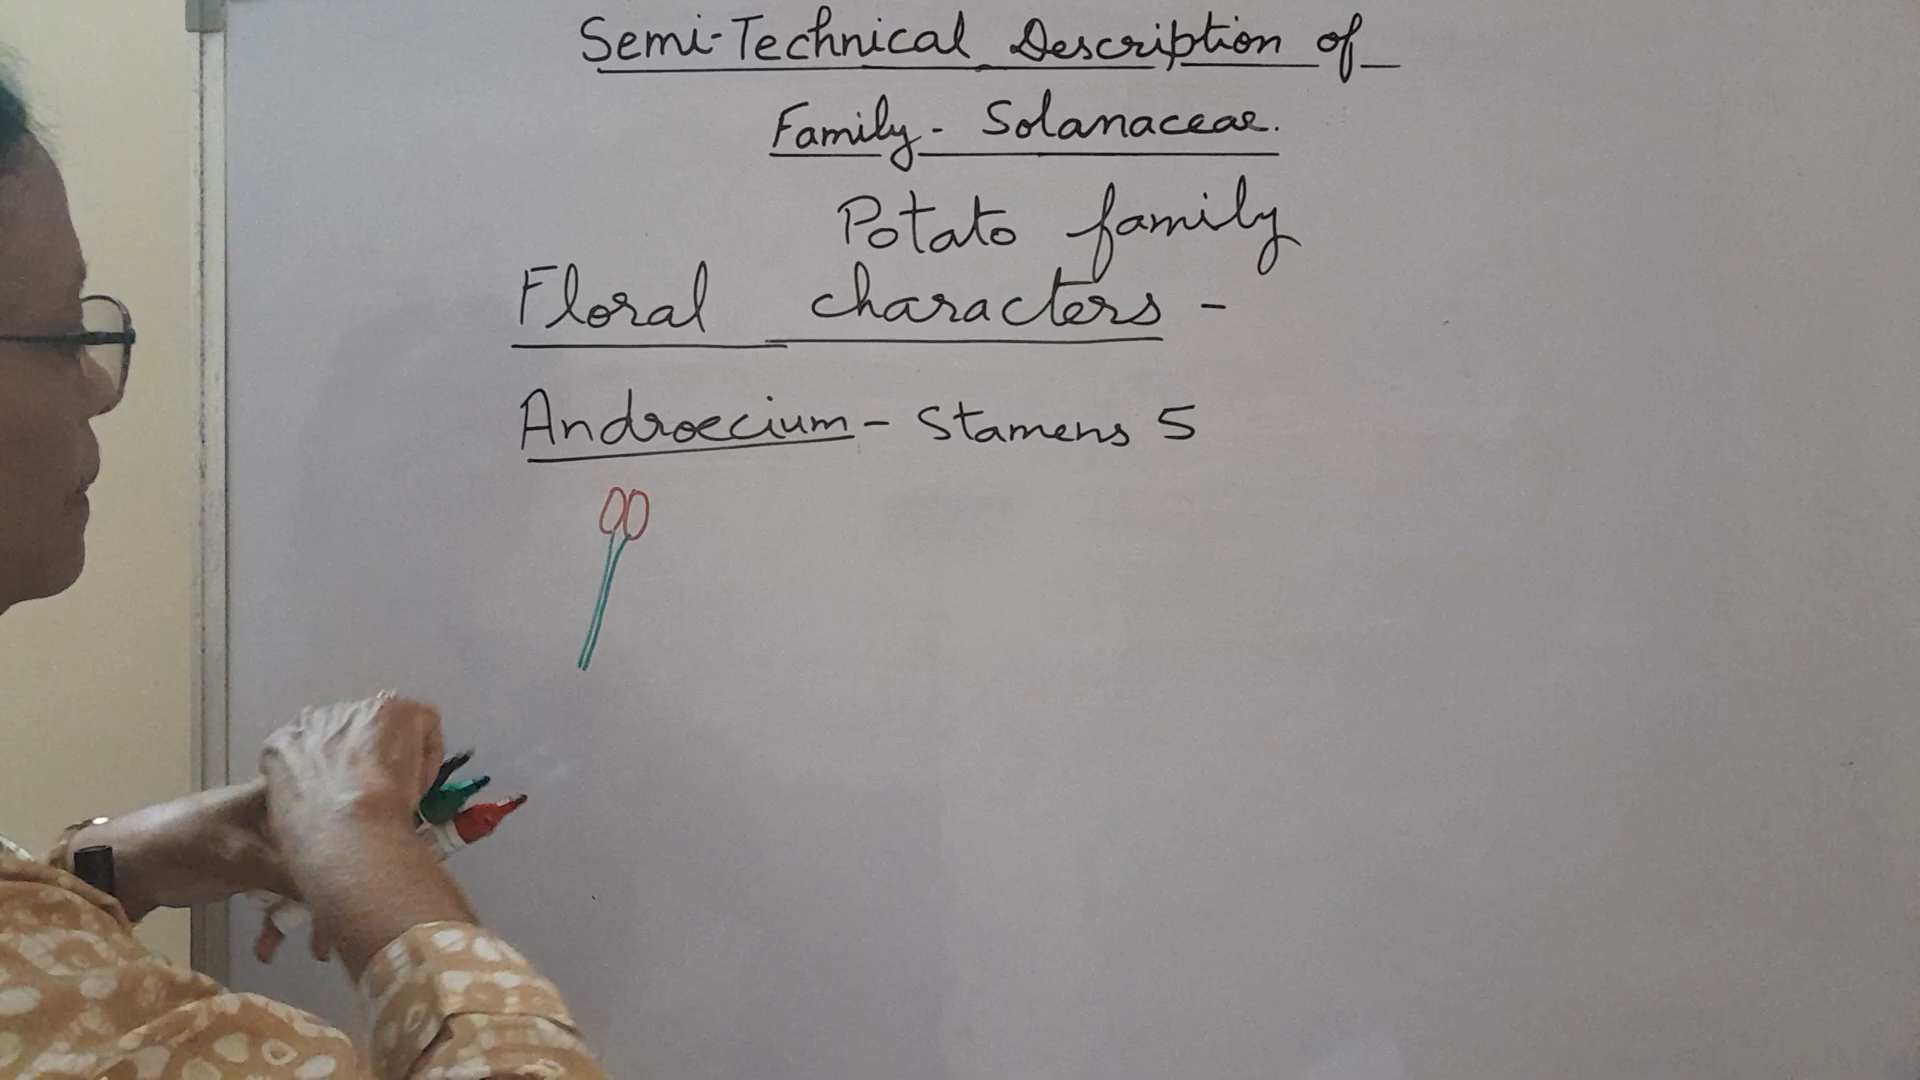 Semi-Technical Description of
Family - Solanaceae.
Potato family
Floral characters -
Androecium - Stamens 5